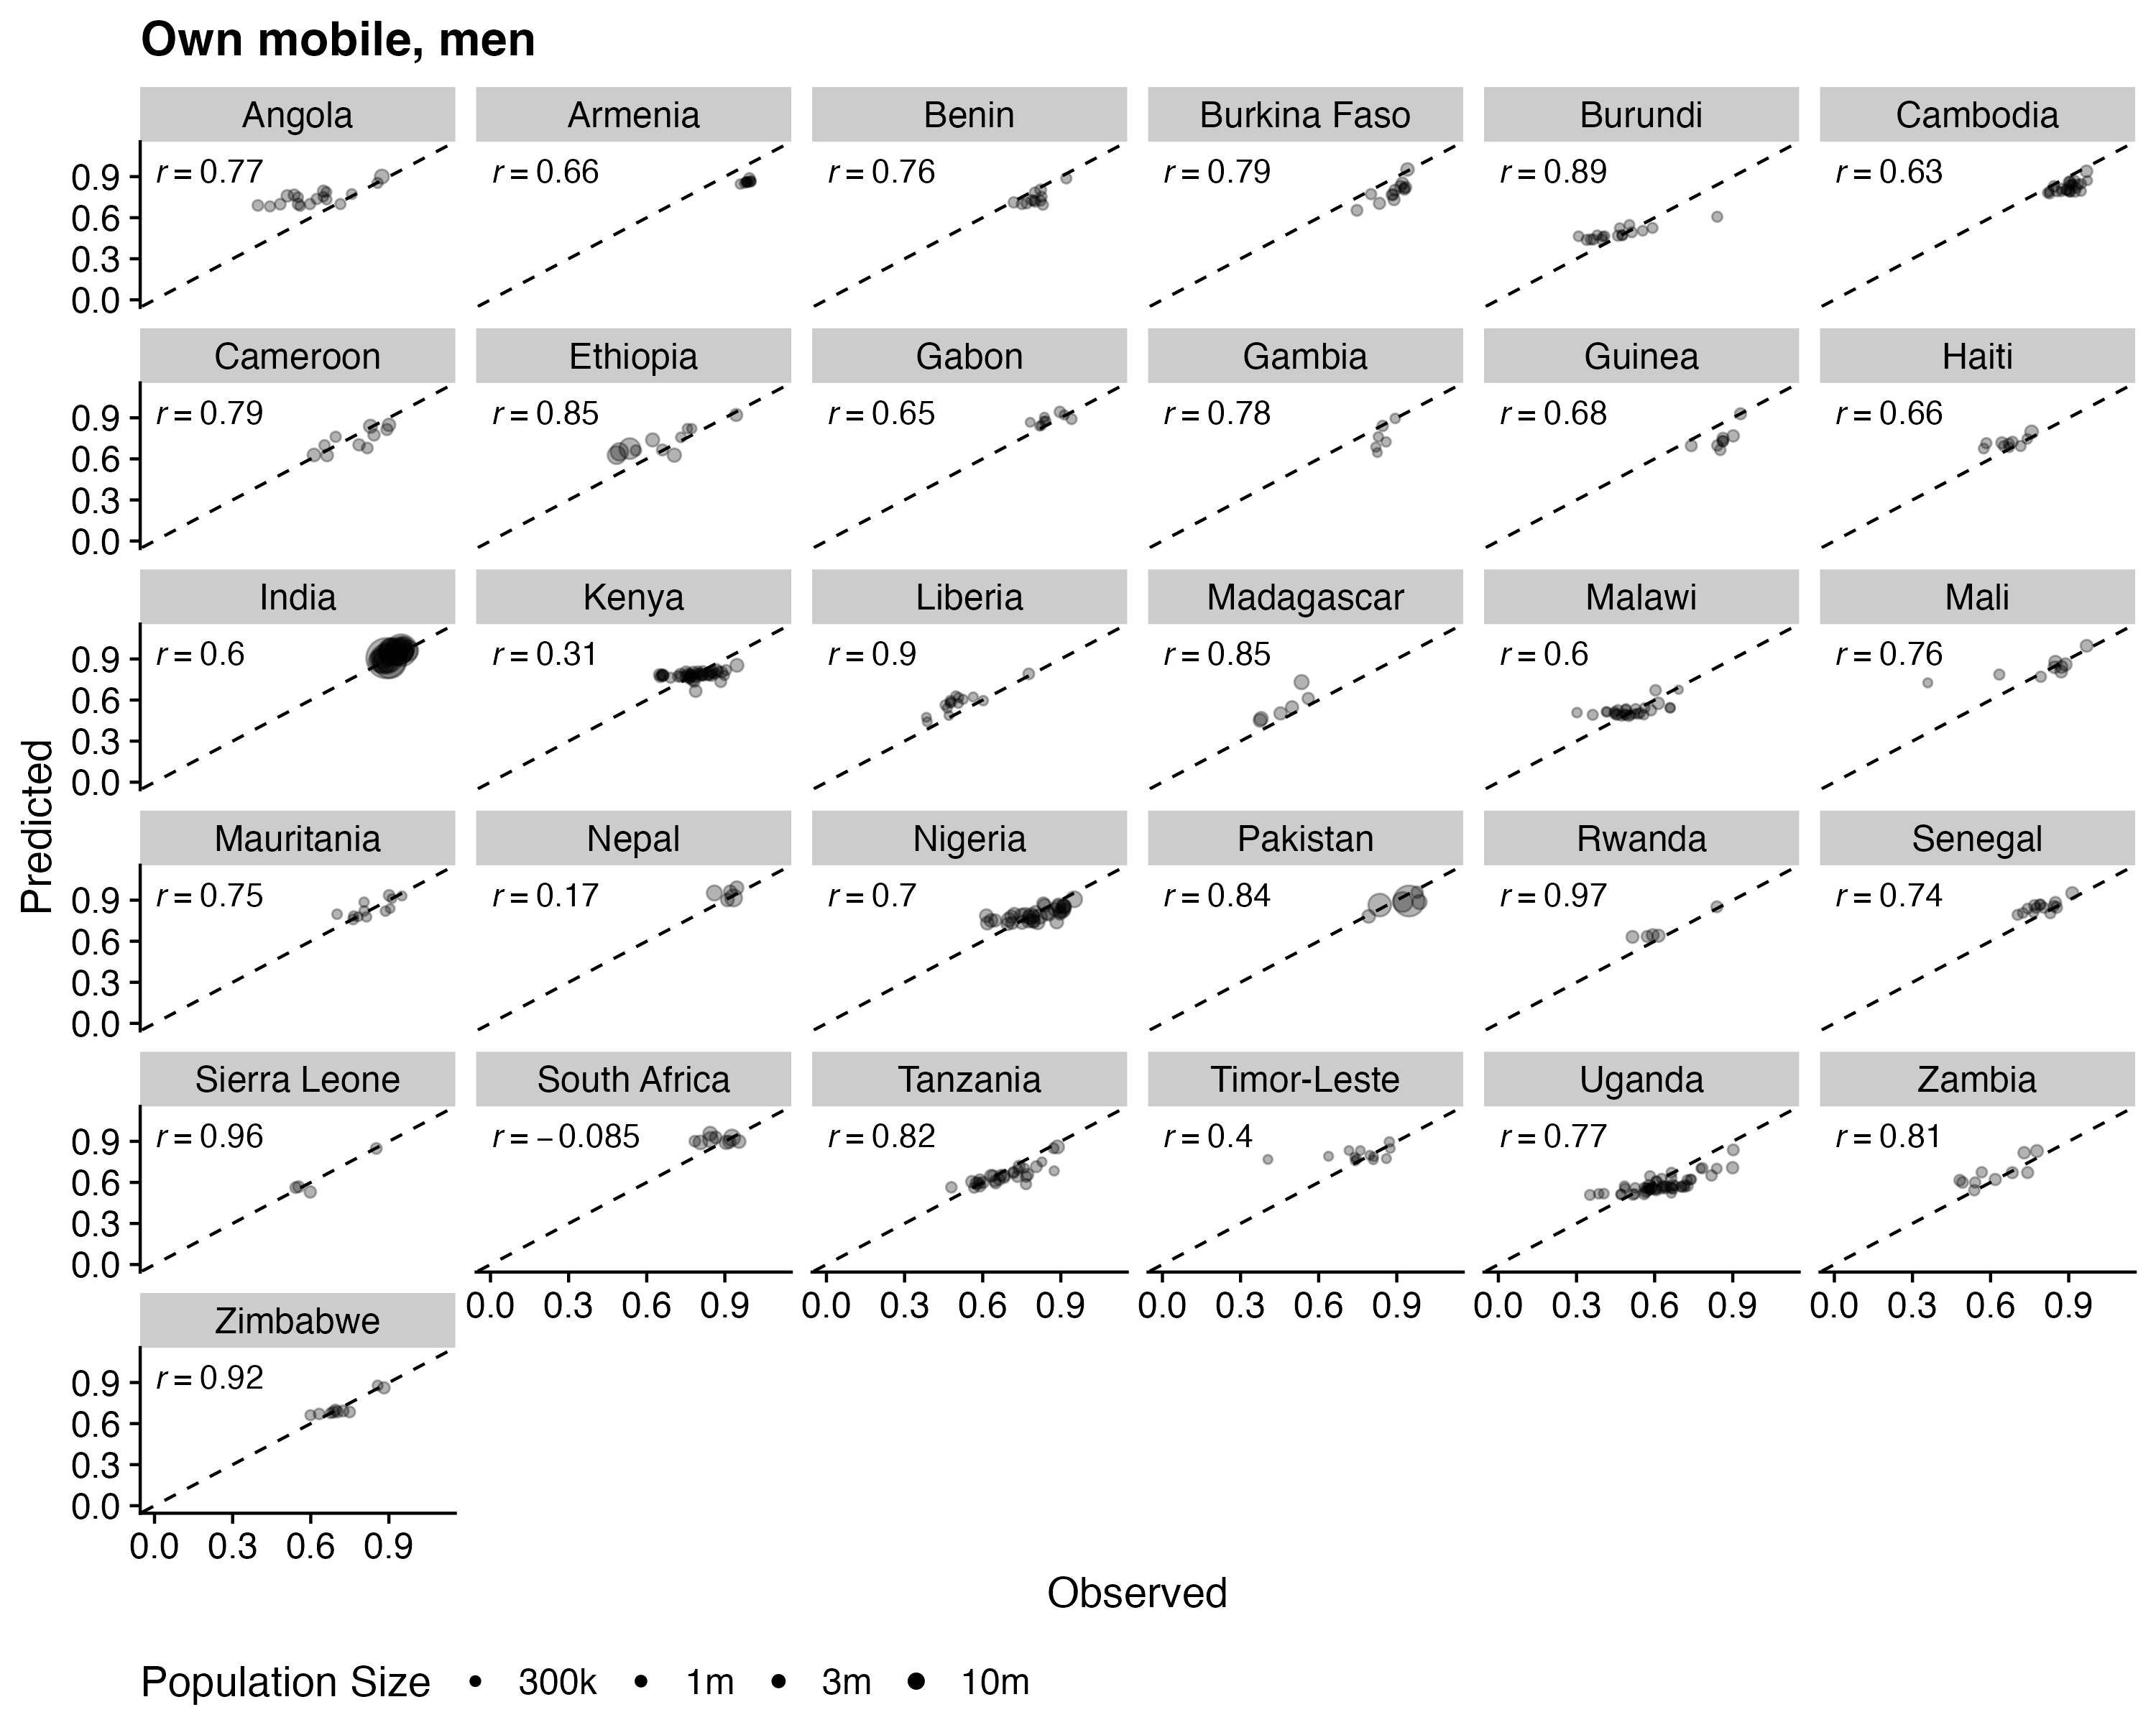 Own mobile, men
Angola Armenia Benin Burkina Faso Burundi Cambodia
r = 0.77 r = 0.66 r = 0.76 r = 0.79 r = 0.89 r = 0.63
0.9
0.6
0.3
0.0
Cameroon Ethiopia Gabon Gambia Guinea Haiti
r = 0.79 r = 0.85 r = 0.65 r = 0.78 r = 0.68 r = 0.66
0.9
0.6
0.3
0.0
India Kenya Liberia Madagascar Malawi Mali
r = 0.6 r = 0.31 r = 0.9 r = 0.85 r = 0.6 r = 0.76
0.9
0.6
0.3
0.0
Predicted
Mauritania Nepal Nigeria Pakistan Rwanda Senegal
r = 0.75 r = 0.17 r = 0.7 r = 0.84 r = 0.97 r = 0.74
0.9
0.6
0.3
0.0
Sierra Leone South Africa Tanzania Timor-Leste Uganda Zambia
r = 0.96 r = −0.085 r = 0.82 r = 0.4 r = 0.77 r = 0.81
0.9
0.6
0.3
0.0
0.0 0.3 0.6 0.9 0.0 0.3 0.6 0.9 0.0 0.3 0.6 0.9 0.0 0.3 0.6 0.9 0.0 0.3 0.6 0.9
Zimbabwe
r = 0.92
0.9
0.6
0.3
0.0
0.0 0.3 0.6 0.9
Observed
Population Size 300k 1m 3m 10m